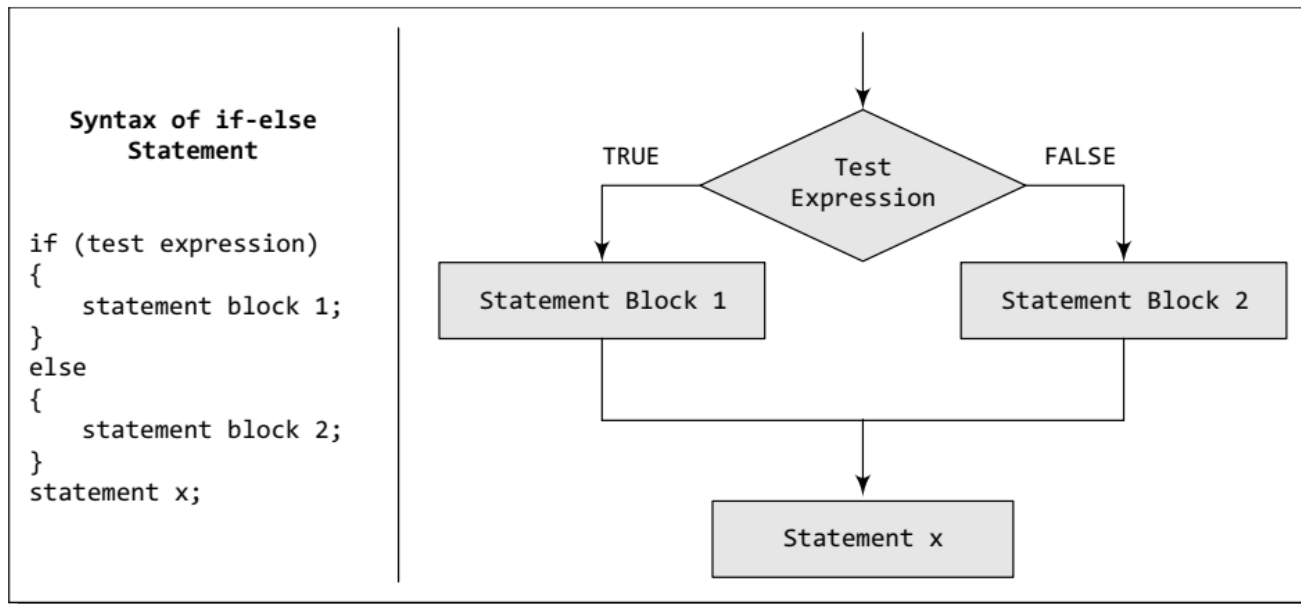 Syntax of if-else
Statement
if (test expression)
{
    statement block 1;
}
else
{
    statement block 2;
}
statement x;
TRUE
FALSE
Test
Expression
Statement Block 1
Statement Block 2
Statement x